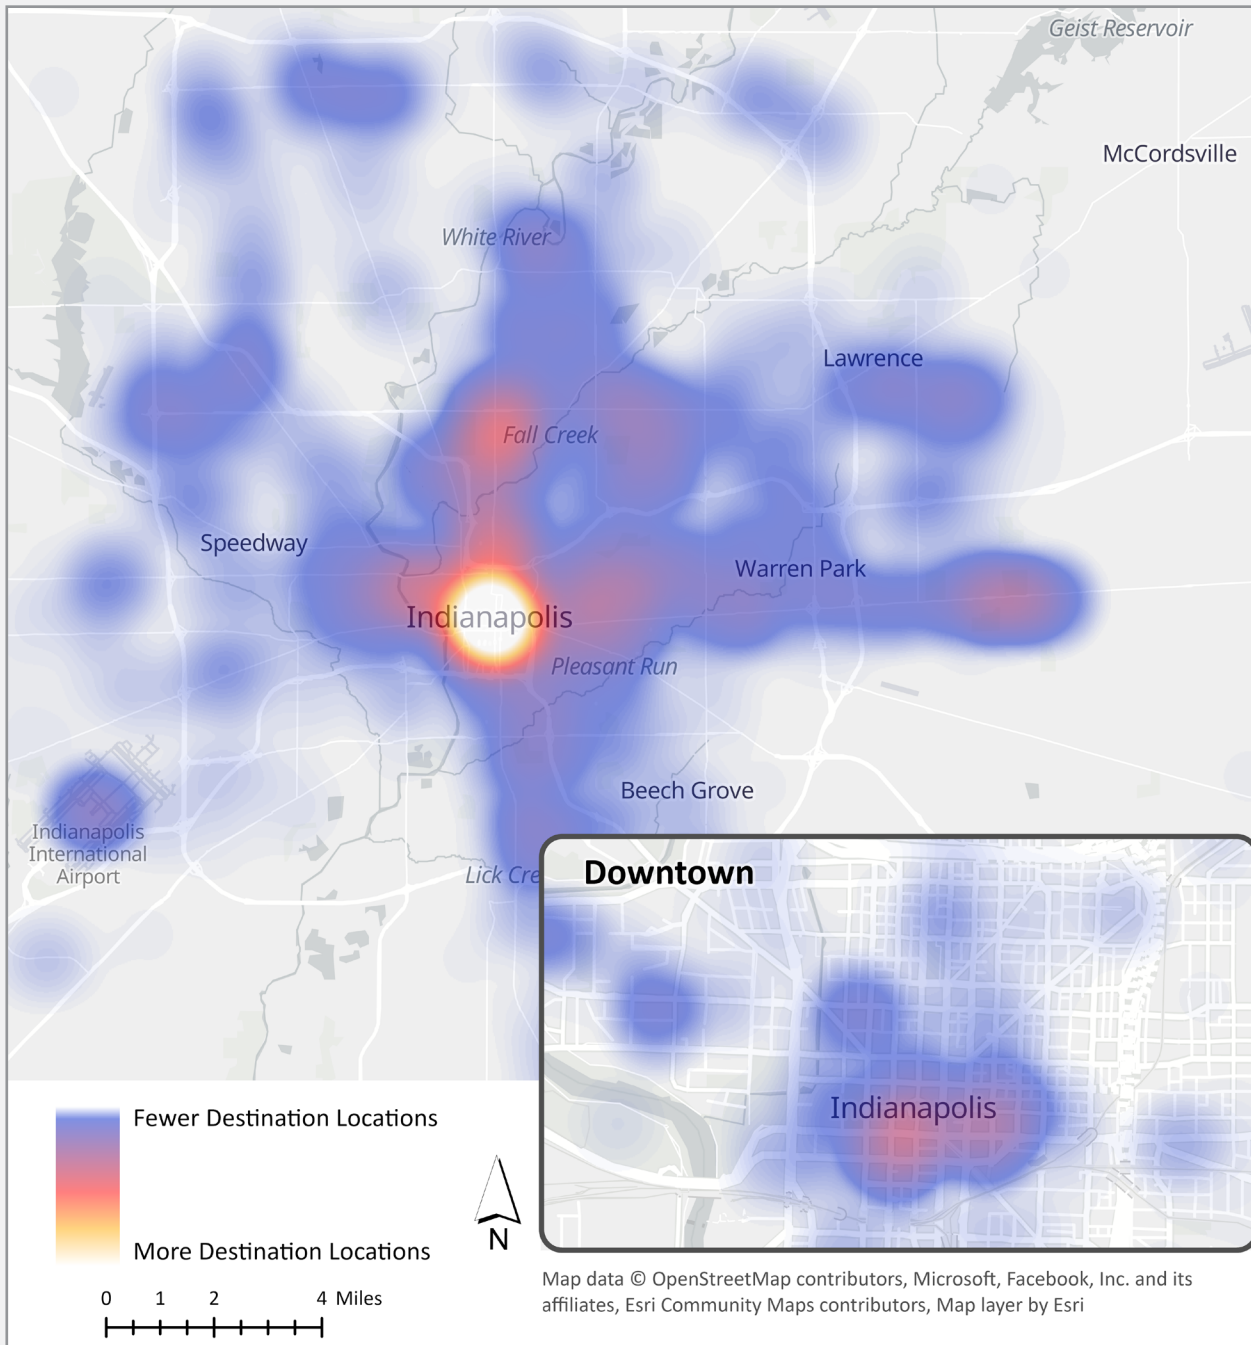 Geist Reservoir
McCordsville
White River
Lawrence
Fall Creek
Speedway
Warren Park
Indianapolis
Pleasant Run
Beech Grove
Indianapolis
International
Airport
Lick Cre
Downtown
Indianapolis
Fewer Destination Locations
More Destination Locations
N
0 1 2 4 Miles
Map data © OpenStreetMap contributors, Microsoft, Facebook, Inc. and its
affiliates, Esri Community Maps contributors, Map layer by Esri